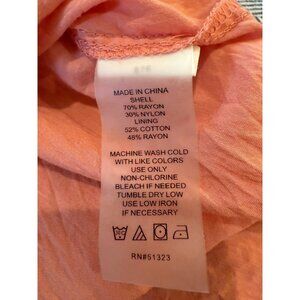 MADE IN CHINA
SHELL
70% RAYON
30% NYLON
LINING
52% COTTON
48% RAYON
MACHINE WASH COLD
WITH LIKE COLORS
USE ONLY
NON-CHLORINE
BLEACH IF NEEDED
TUMBLE DRY LOW
USE LOW IRON
IF NECESSARY
RN#51323